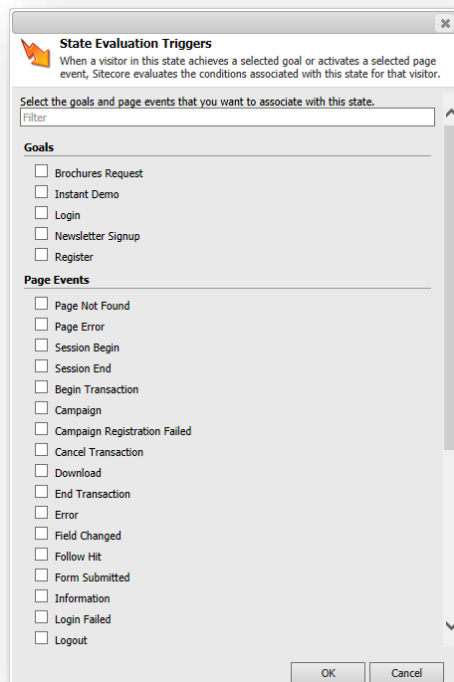 State Evaluation Triggers
When a visitor in this state achieves a selected goal or activates a selected page
event, Sitecore evaluates the conditions associated with this state for that visitor.
Select the goals and page events that you want to associate with this state.
Filter
Goals
Brochures Request
Instant Demo
Login
Newsletter Signup
Register
Page Events
Page Not Found
Page Error
Session Begin
Session End
Begin Transaction
Campaign
Campaign Registration Failed
Cancel Transaction
Download
End Transaction
Error
Field Changed
Follow Hit
Form Submitted
Information
Login Failed
Logout
OK Cancel